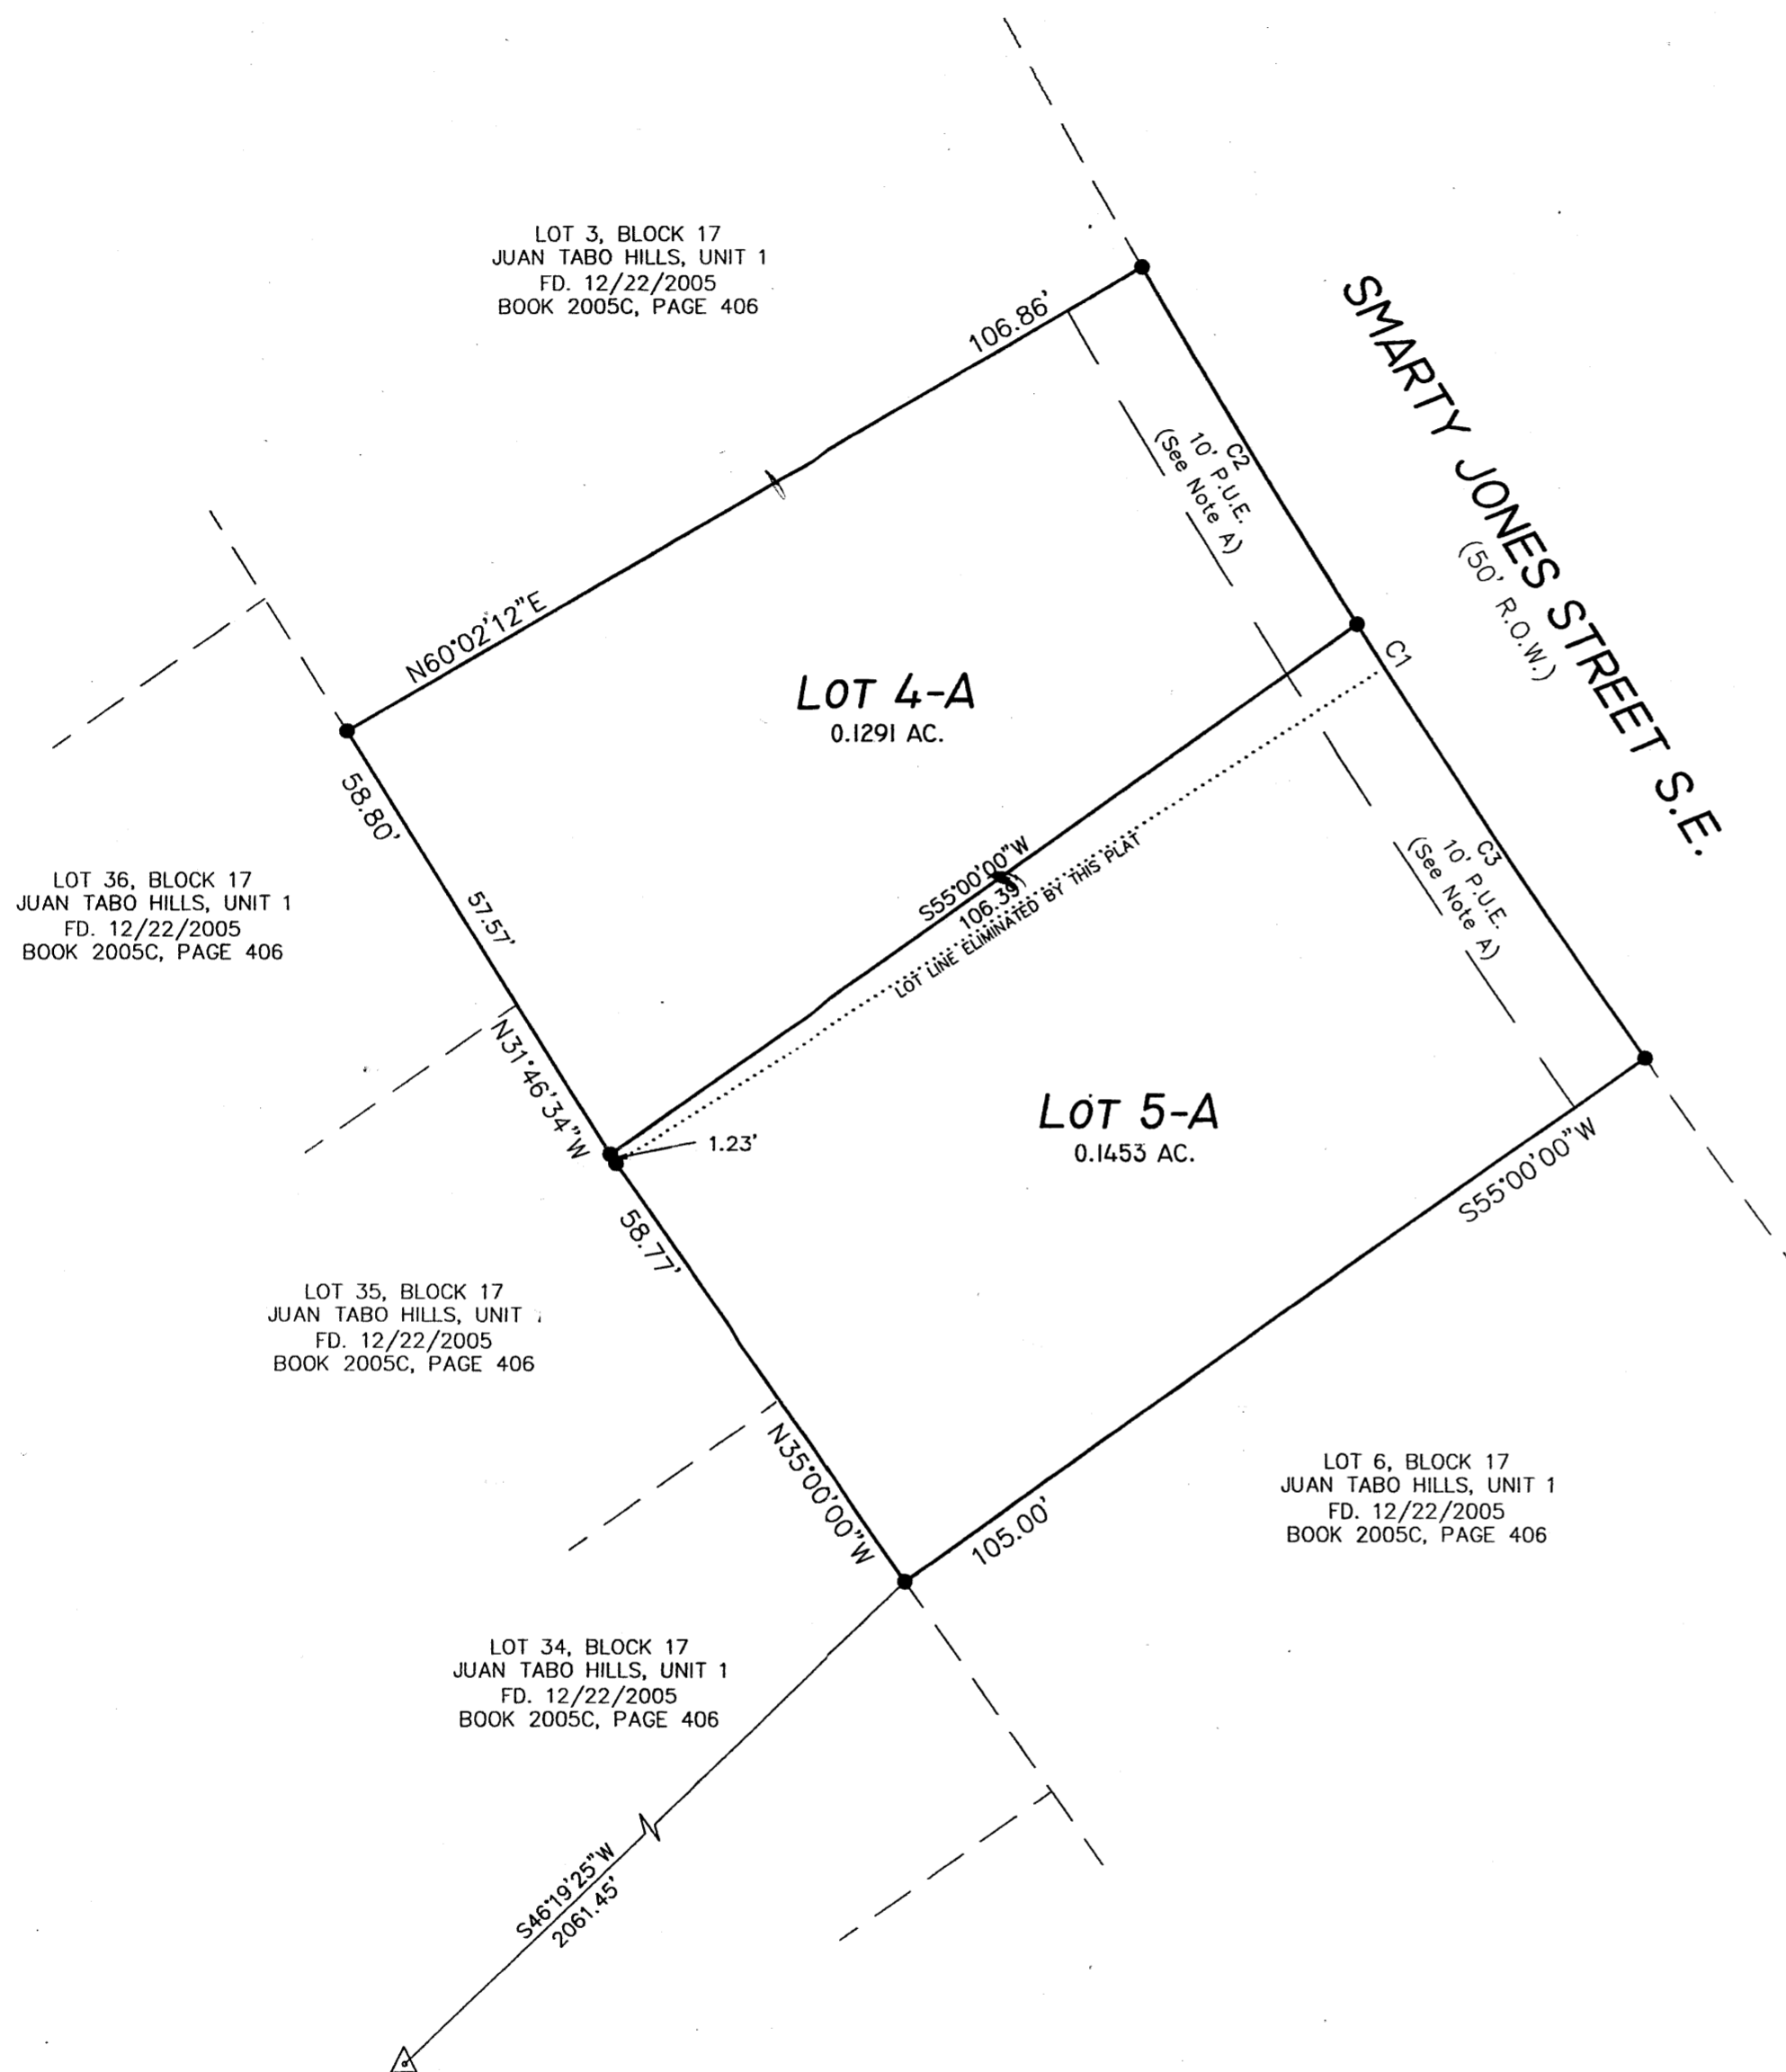 LOT 3, BLOCK 17
JUAN TABO HILLS, UNIT 1
FD. 12/22/2005
BOOK 2005C, PAGE 406
106.86'
N60°02'12"E
SMARTY JONES STREET S.E.
(50' R.O.W.)
C2
10' P.U.E.
(See Note A)
C1
LOT 4-A
0.1291 AC.
58.80'
57.57'
N31°46'34"W
LOT 36, BLOCK 17
JUAN TABO HILLS, UNIT 1
FD. 12/22/2005
BOOK 2005C, PAGE 406
S55°00'00"W
106.39'
LOT LINE ELIMINATED BY THIS PLAT
C3
10' P.U.E.
(See Note A)
LOT 5-A
0.1453 AC.
1.23'
S55°00'00"W
58.77'
N35°00'00"W
LOT 35, BLOCK 17
JUAN TABO HILLS, UNIT
FD. 12/22/2005
BOOK 2005C, PAGE 406
105.00'
LOT 6, BLOCK 17
JUAN TABO HILLS, UNIT 1
FD. 12/22/2005
BOOK 2005C, PAGE 406
LOT 34, BLOCK 17
JUAN TABO HILLS, UNIT 1
FD. 12/22/2005
BOOK 2005C, PAGE 406
S46°19'25"W
2061.45'